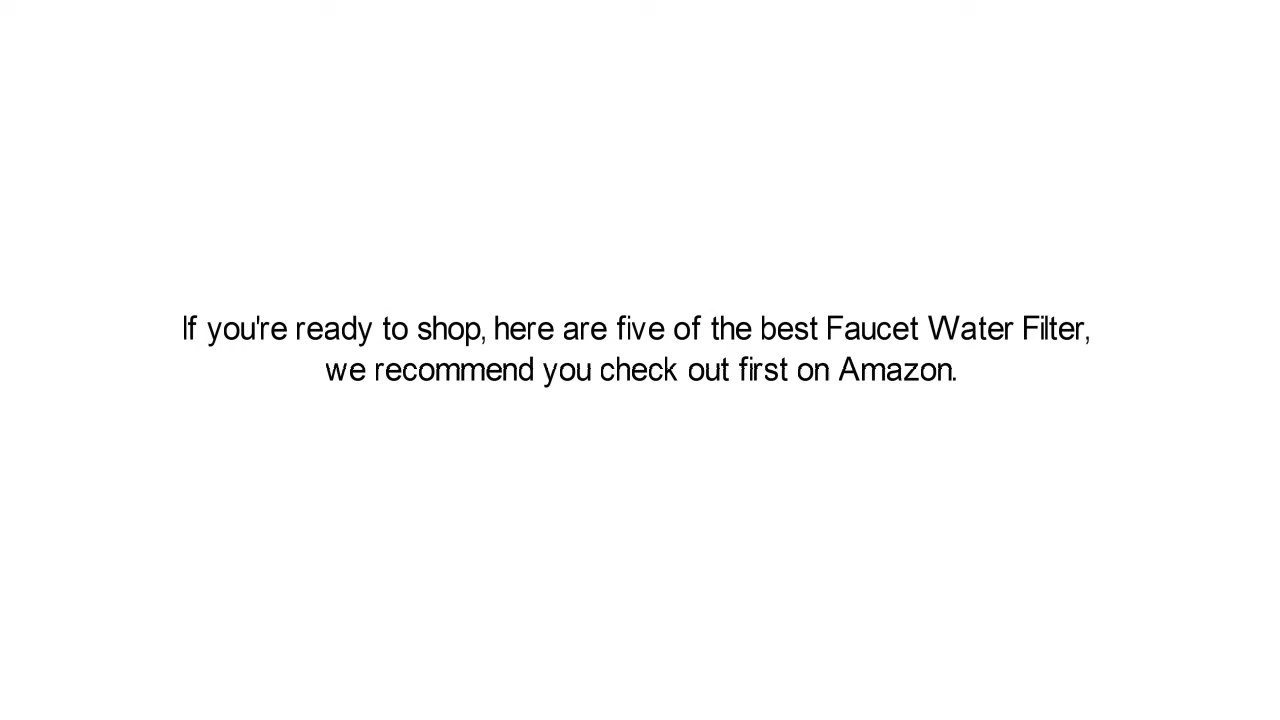 If you're ready to shop, here are five of the best Faucet Water Filter,
we recommend you check out first on Amazon.